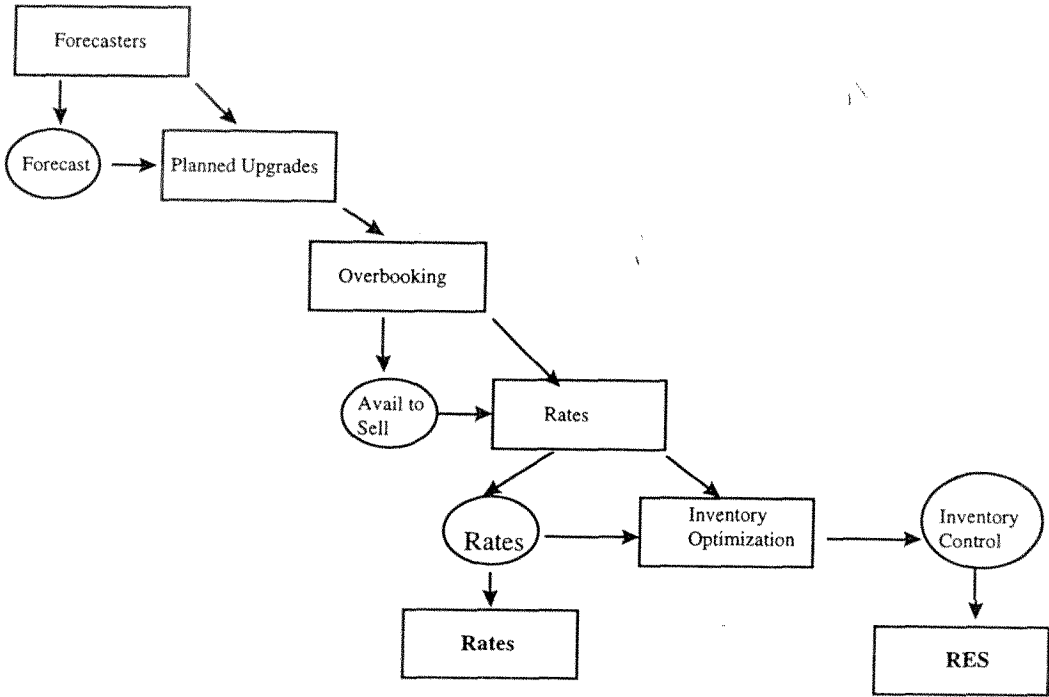 Forecasters
Forecast
Planned Upgrades
Overbooking
Avail to
Sell
Rates
Rates
Inventory
Optimization
Inventory
Control
Rates
RES